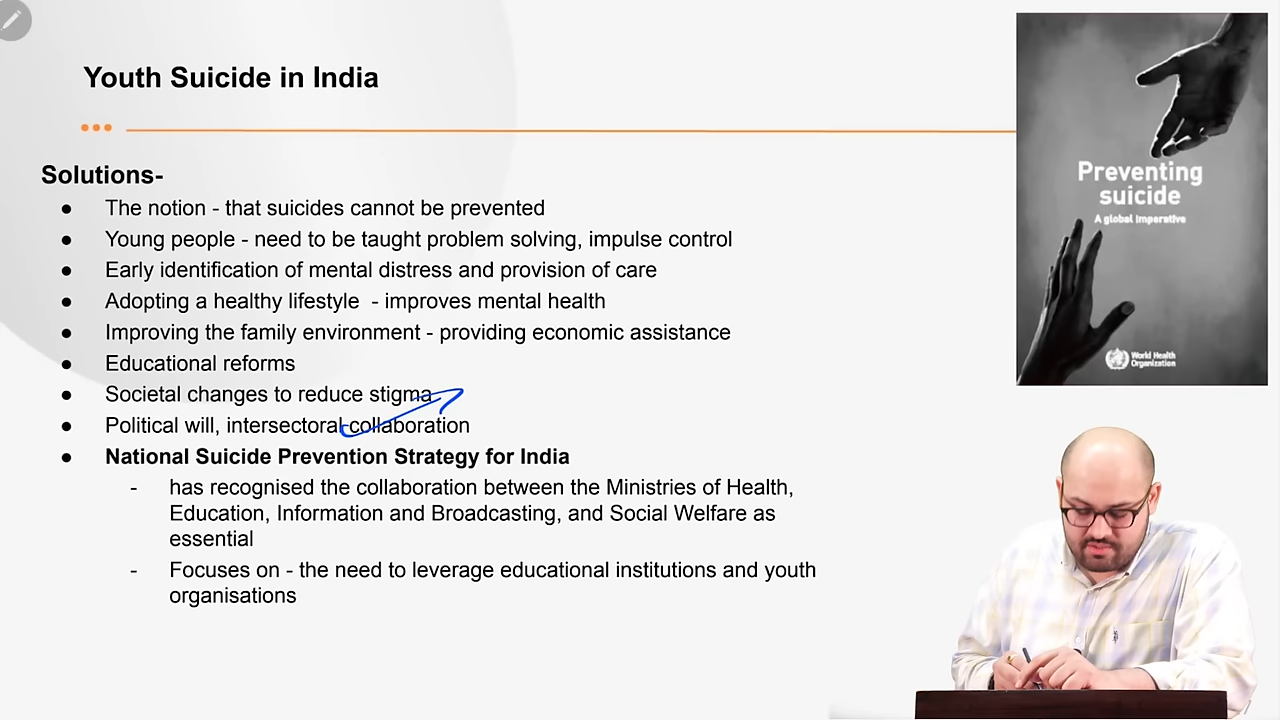 Youth Suicide in India
Solutions-
● The notion - that suicides cannot be prevented
● Young people - need to be taught problem solving, impulse control
● Early identification of mental distress and provision of care
● Adopting a healthy lifestyle - improves mental health
● Improving the family environment - providing economic assistance
● Educational reforms
● Societal changes to reduce stigma
● Political will, intersectoral collaboration
● National Suicide Prevention Strategy for India
- has recognised the collaboration between the Ministries of Health,
Education, Information and Broadcasting, and Social Welfare as
essential
- Focuses on - the need to leverage educational institutions and youth
organisations
Preventing
suicide
A global imperative
World Health
Organization